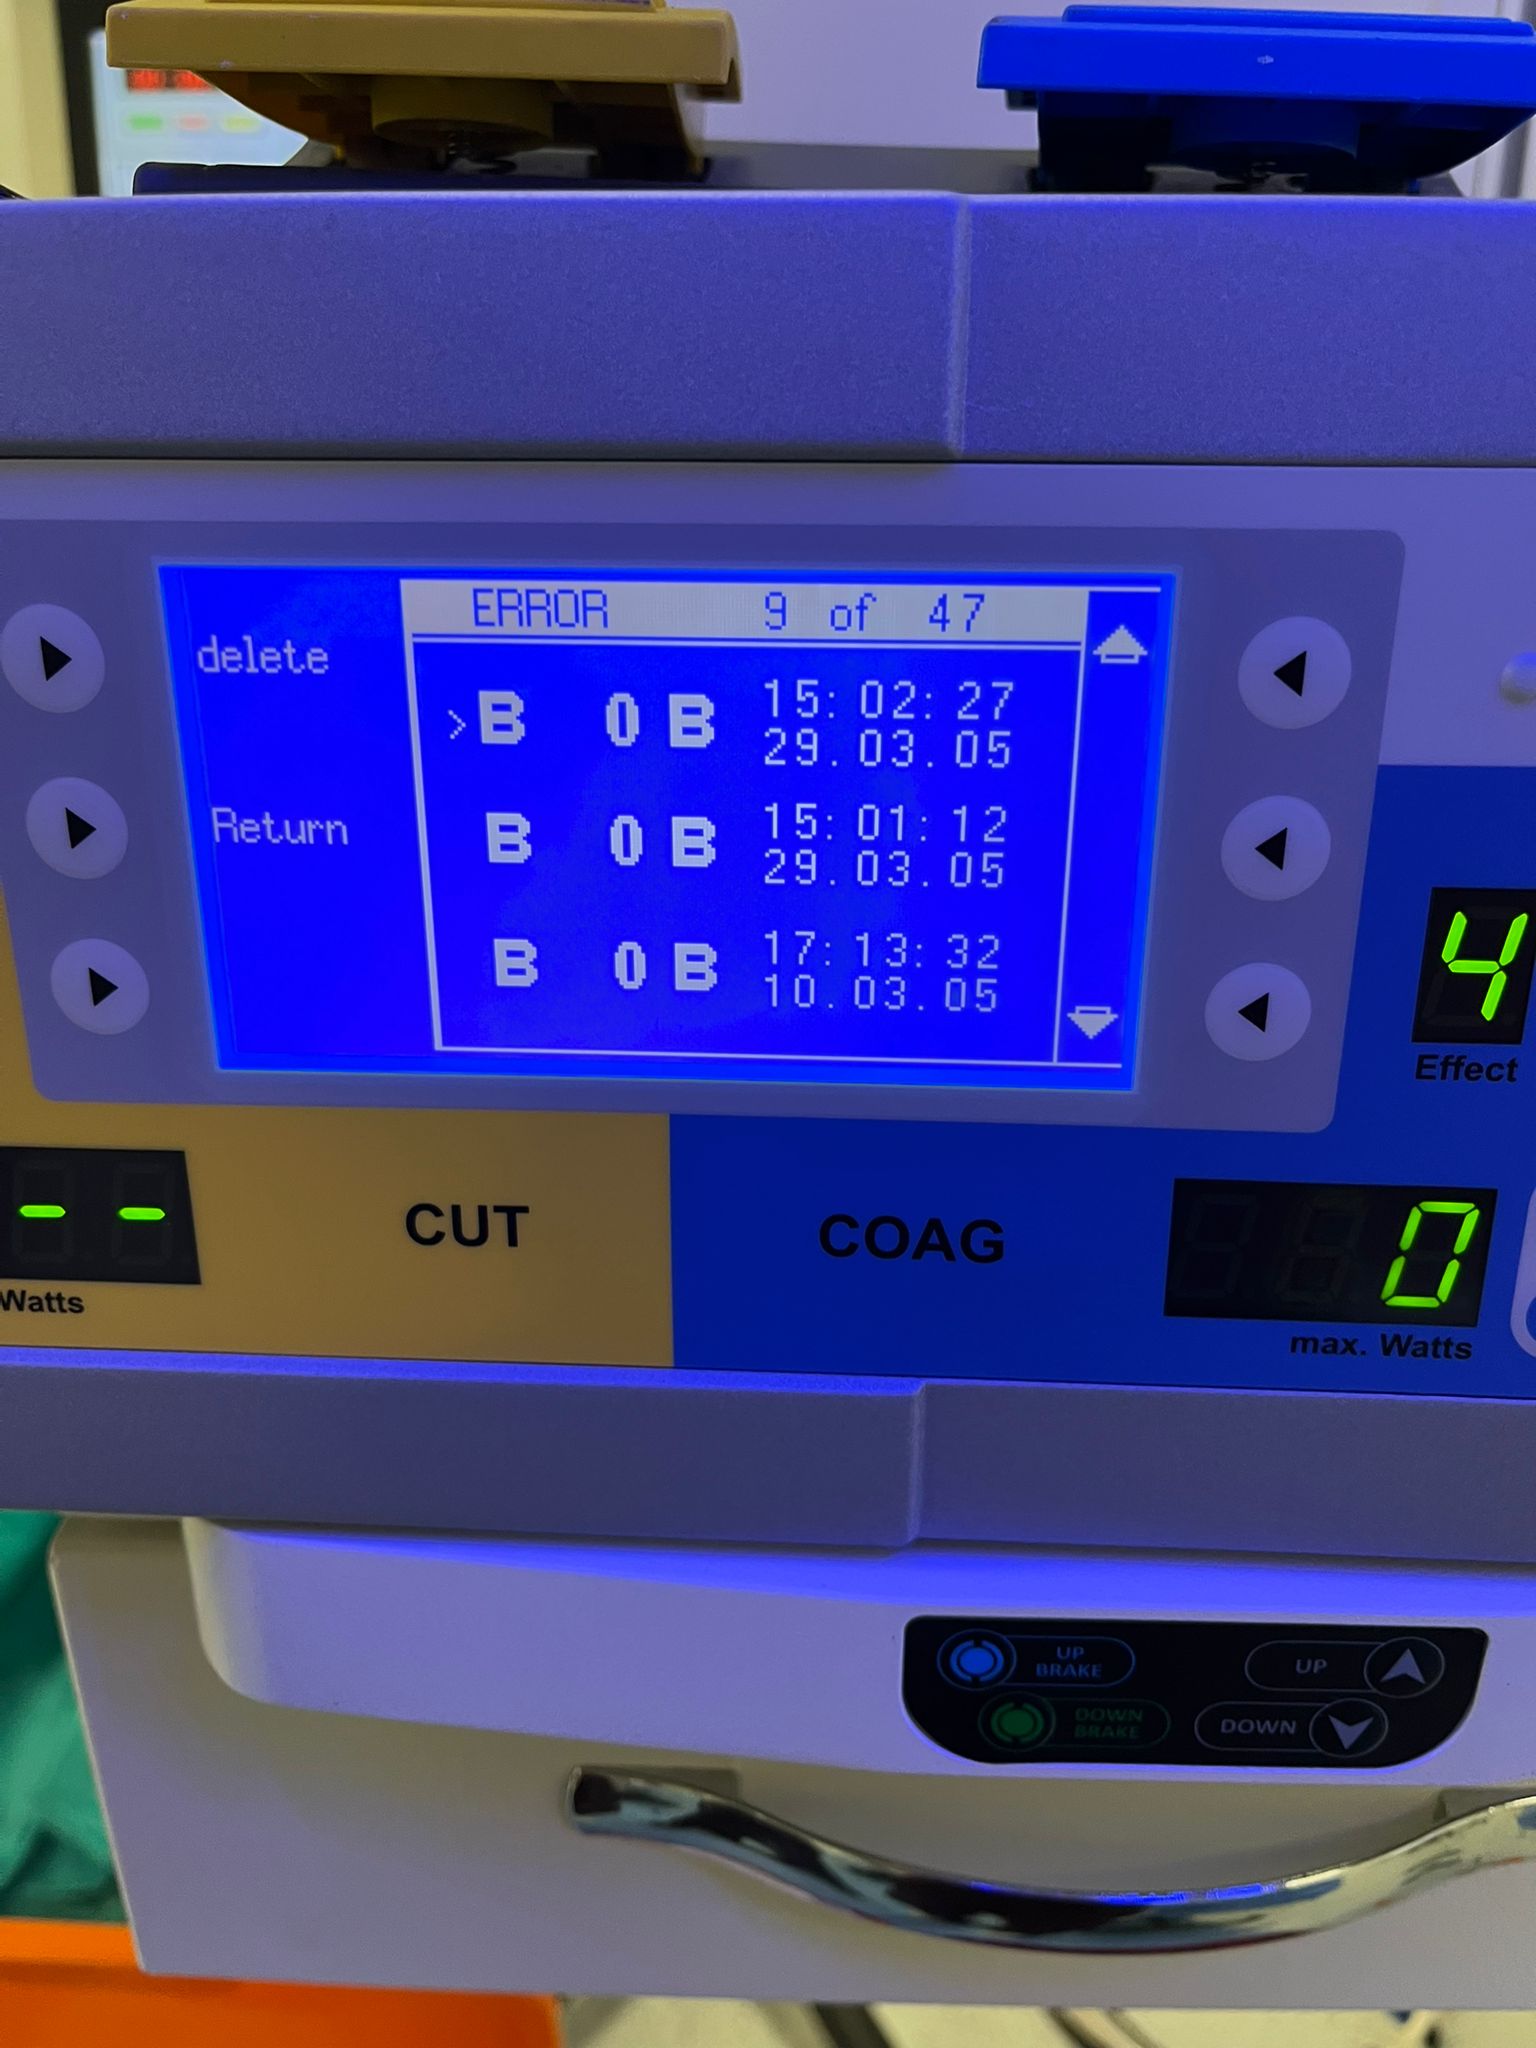 ERROR 9 of 47
delete
>B 0B 15:02:27
29.03.05
Return
B 0B 15:01:12
29.03.05
B 0B 17:13:32
10.03.05
4
Effect
- -
Watts
CUT
COAG
0
max. Watts
UP
BRAKE
UP
DOWN
BRAKE
DOWN